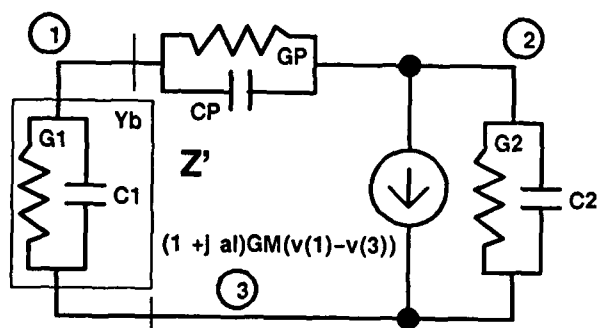 1
2
GP
CP
Yb
G1
C1
Z'
G2
C2
(1 +j al)GM(v(1)–v(3))
3